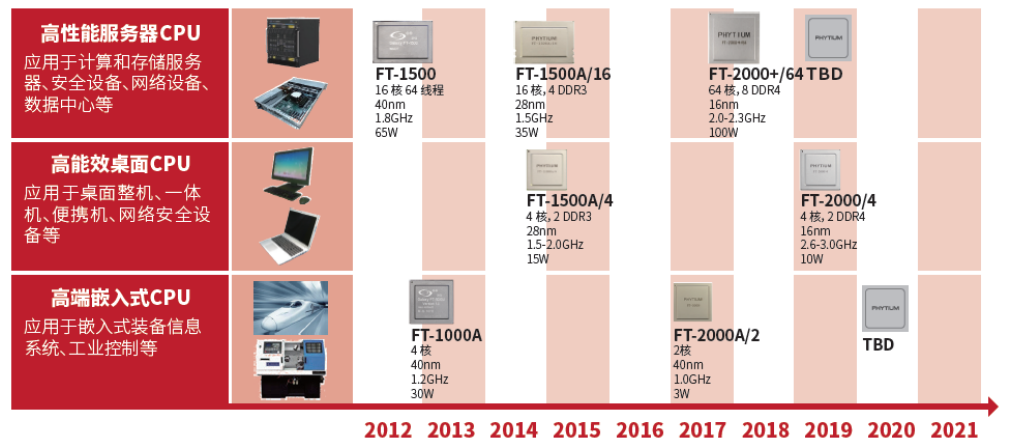 高性能服务器CPU
应用于计算和存储服务
器、安全设备、网络设备、
数据中心等
FT-1500
16 核 64 线程
40nm
1.8GHz
65W
PHYTIUM
FT-1500A/16
16 核, 4 DDR3
28nm
1.5GHz
35W
PHYTIUM
FT-2000+/64
64 核, 8 DDR4
16nm
2.0-2.3GHz
100W
PHYTIUM
TBD
高能效桌面CPU
应用于桌面整机、一体
机、便携机、网络安全设
备等
PHYTIUM
FT-1500A/4
4 核, 2 DDR3
28nm
1.5-2.0GHz
15W
PHYTIUM
FT-2000/4
4 核, 2 DDR4
16nm
2.6-3.0GHz
10W
高端嵌入式CPU
应用于嵌入式装备信息
系统、工业控制等
FT-1000A
4 核
40nm
1.2GHz
30W
PHYTIUM
FT-2000A/2
2核
40nm
1.0GHz
3W
PHYTIUM
TBD
2012 2013 2014 2015 2016 2017 2018 2019 2020 2021